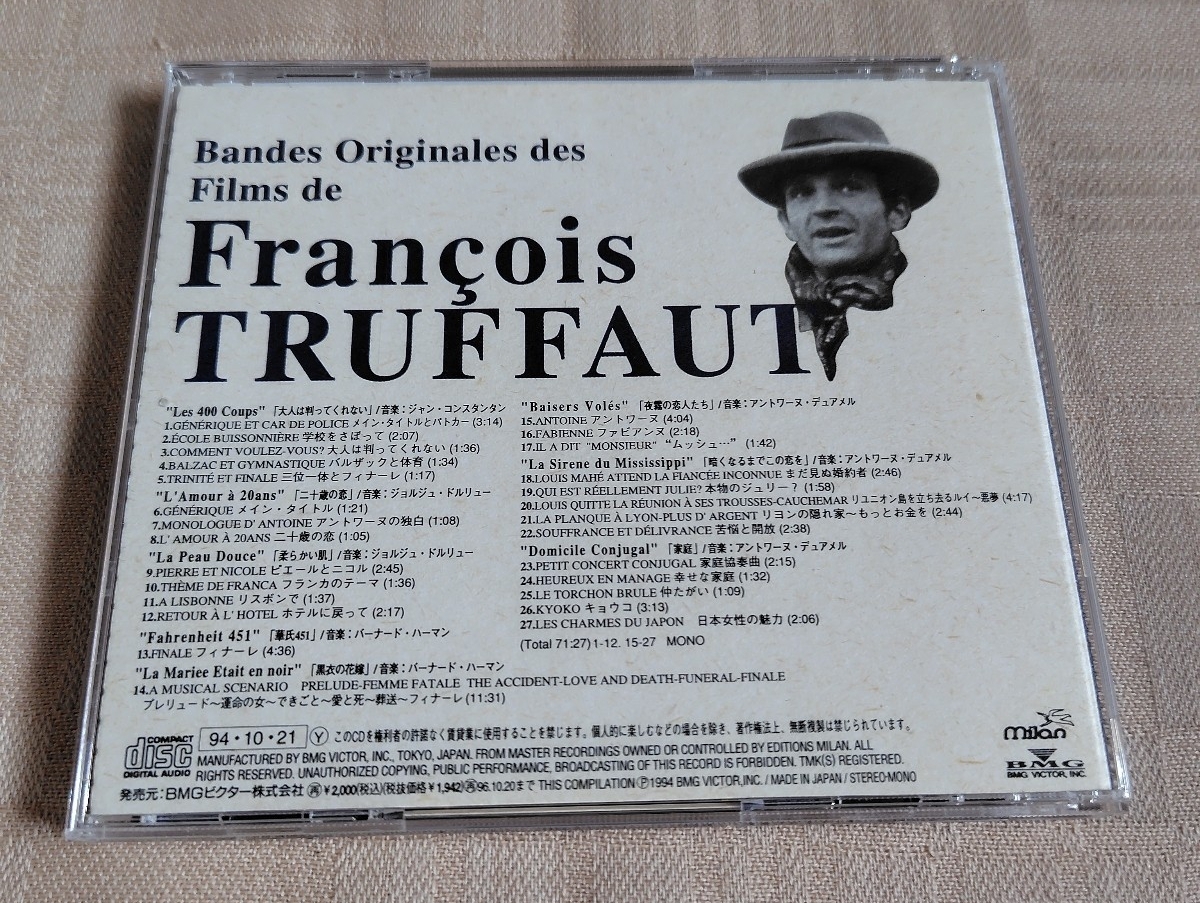 Bandes Originales des
Films de
François
TRUFFAUT
"Les 400 Coups" 「大人は判ってくれない」/音楽:ジャン・コンスタンタン
1.GÉNÉRIQUE ET CAR DE POLICE メイン・タイトルとパトカー (3:14)
2.ÉCOLE BUISSONNIÈRE 学校をさぼって (2:07)
3.COMMENT VOULEZ-VOUS? 大人は判ってくれない (1:36)
4.BALZAC ET GYMNASTIQUE バルザックと体育 (1:34)
5.TRINITÉ ET FINALE 三位一体とフィナーレ (1:17)
"L'Amour à 20ans" 「二十歳の恋」/音楽:ジョルジュ・ドルリュー
6.GÉNÉRIQUE メイン・タイトル (1:21)
7.MONOLOGUE D' ANTOINE アントワーヌの独白 (1:08)
8.L' AMOUR À 20ANS 二十歳の恋 (1:05)
"La Peau Douce" 「柔らかい肌」/音楽:ジョルジュ・ドルリュー
9.PIERRE ET NICOLE ピエールとニコル (2:45)
10.THÈME DE FRANCA フランカのテーマ (1:36)
11.A LISBONNE リスボンで (1:37)
12.RETOUR À L' HOTEL ホテルに戻って (2:17)
"Fahrenheit 451" 「華氏451」/音楽:バーナード・ハーマン
13.FINALE フィナーレ (4:36)
"La Mariee Etait en noir" 「黒衣の花嫁」/音楽:バーナード・ハーマン
14.A MUSICAL SCENARIO PRELUDE-FEMME FATALE THE ACCIDENT-LOVE AND DEATH-FUNERAL-FINALE
プレリュード～運命の女～できごと～愛と死～葬送～フィナーレ (11:31)
"Baisers Volés" 「夜霧の恋人たち」/音楽:アントワーヌ・デュアメル
15.ANTOINE アントワーヌ (4:04)
16.FABIENNE ファビアンヌ (2:18)
17.IL A DIT "MONSIEUR" “ムッシュ…” (1:42)
"La Sirene du Mississippi" 「暗くなるまでこの恋を」/音楽:アントワーヌ・デュアメル
18.LOUIS MAHÉ ATTEND LA FIANCÉE INCONNUE まだ見ぬ婚約者 (2:46)
19.QUI EST RÉELLEMENT JULIE? 本物のジュリー? (1:58)
20.LOUIS QUITTE LA RÉUNION À SES TROUSSES-CAUCHEMAR リユニオン島を立ち去るルイ～悪夢 (4:17)
21.LA PLANQUE À LYON-PLUS D' ARGENT リヨンの隠れ家～もっとお金を (2:44)
22.SOUFFRANCE ET DÉLIVRANCE 苦悩と開放 (2:38)
"Domicile Conjugal" 「家庭」/音楽:アントワーヌ・デュアメル
23.PETIT CONCERT CONJUGAL 家庭協奏曲 (2:15)
24.HEUREUX EN MANAGE 幸せな家庭 (1:32)
25.LE TORCHON BRULE 仲たがい (1:09)
26.KYOKO キョウコ (3:13)
27.LES CHARMES DU JAPON 日本女性の魅力 (2:06)
(Total 71:27) 1-12. 15-27 MONO
COMPACT
disc
DIGITAL AUDIO
94・10・21 Ⓨ このCDを権利者の許諾なく賃貸業に使用することを禁じます。個人的に楽しむなどの場合を除き、著作権法上、無断複製は禁じられています。
MANUFACTURED BY BMG VICTOR, INC., TOKYO, JAPAN. FROM MASTER RECORDINGS OWNED OR CONTROLLED BY EDITIONS MILAN. ALL
RIGHTS RESERVED. UNAUTHORIZED COPYING, PUBLIC PERFORMANCE, BROADCASTING OF THIS RECORD IS FORBIDDEN. TMK(S) REGISTERED.
発売元:BMGビクター株式会社 ㊢¥2,000(税込)(税抜価格¥1,942)㊢96.10.20まで THIS COMPILATION Ⓟ1994 BMG VICTOR,INC. / MADE IN JAPAN / STEREO-MONO
milan
BMG
BMG VICTOR, INC.